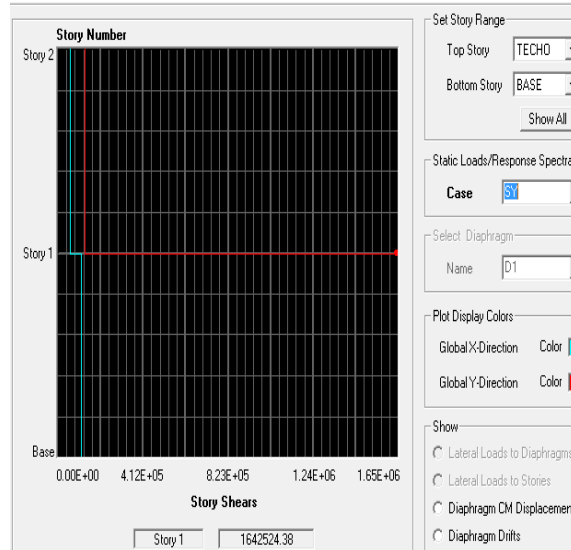 Story Number
Story 2
Story 1
Base
0.00E+00 4.12E+05 8.23E+05 1.24E+06 1.65E+06
Story Shears
Story 1 1642524.38
Set Story Range
Top Story TECHO
Bottom Story BASE
Show All
Static Loads/Response Spectra
Case SY
Select Diaphragm
Name D1
Plot Display Colors
Global X-Direction Color
Global Y-Direction Color
Show
Lateral Loads to Diaphragms
Lateral Loads to Stories
Diaphragm CM Displacemen
Diaphragm Drifts